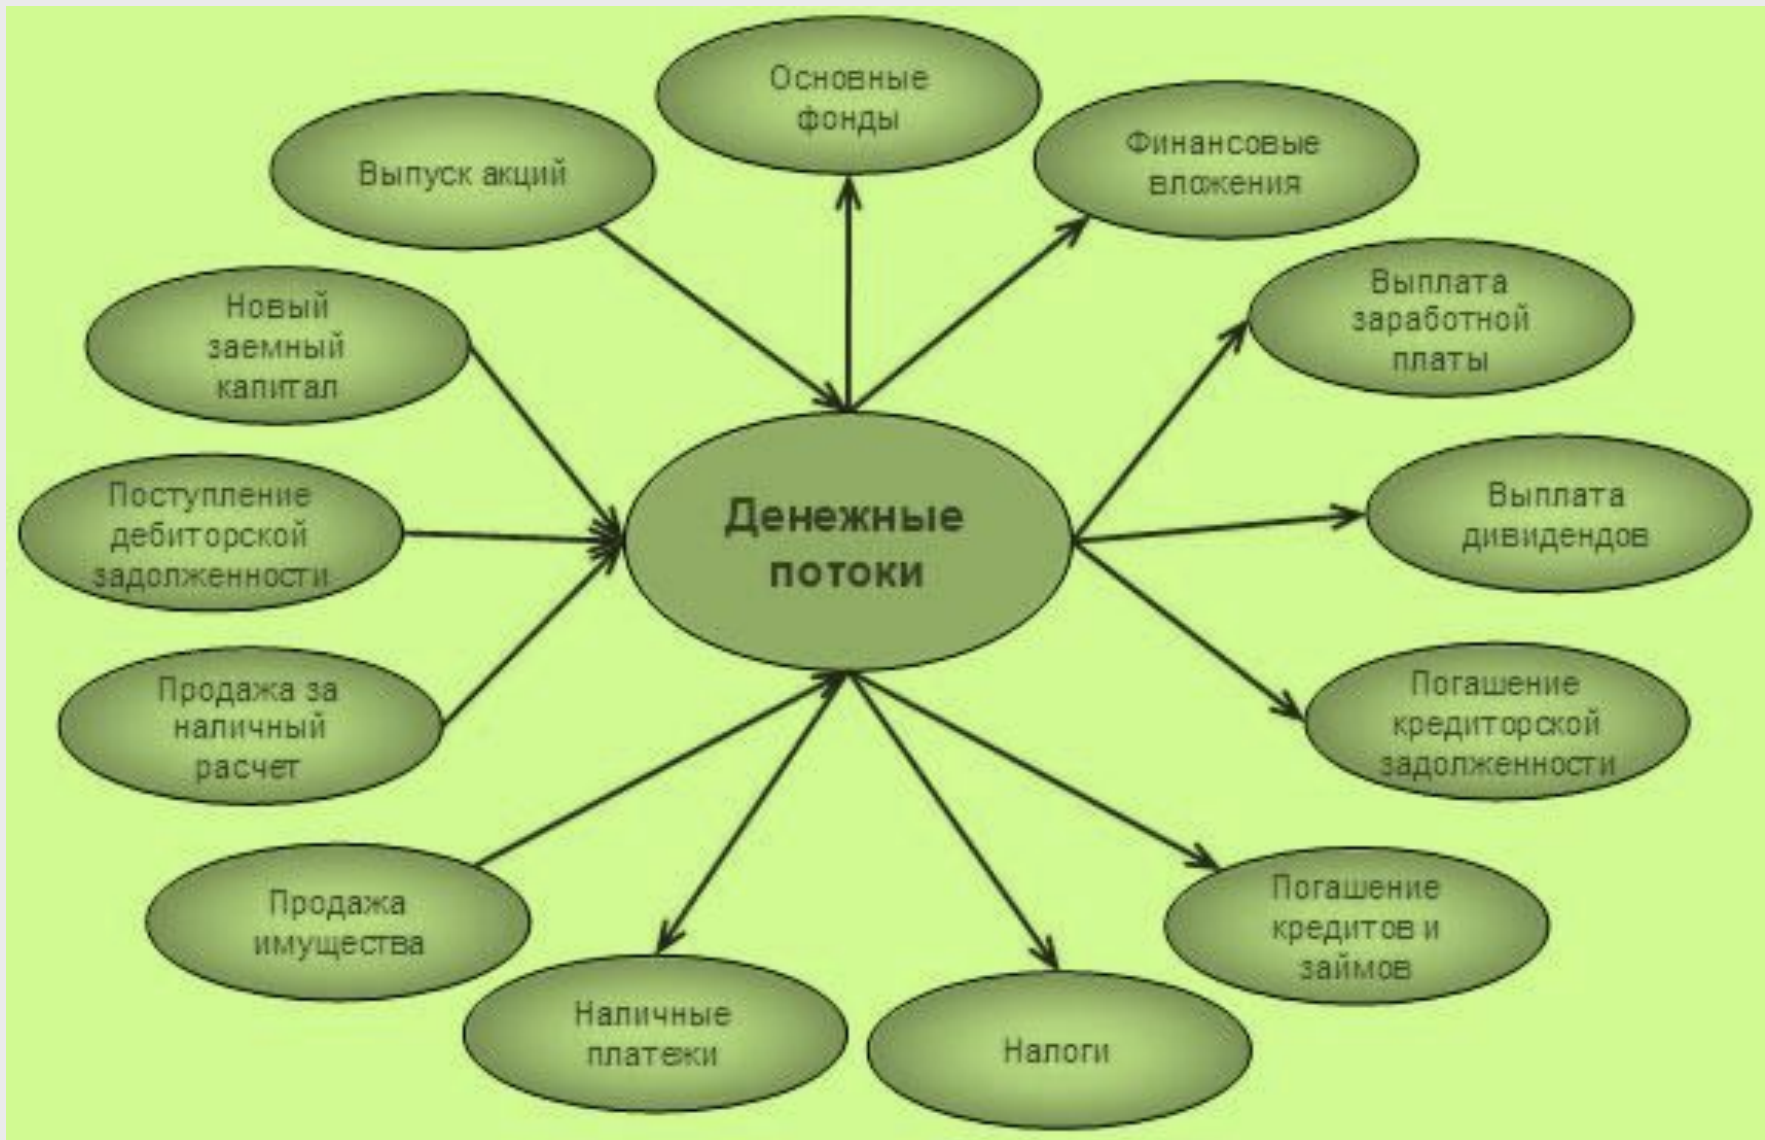 Основные
фонды
Финансовые
вложения
Выпуск акций
Выплата
заработной
платы
Новый
заемный
капитал
Выплата
дивидендов
Поступление
дебиторской
задолженности
Денежные
потоки
Продажа за
наличный
расчет
Погашение
кредиторской
задолженности
Продажа
имущества
Погашение
кредитов и
займов
Наличные
платежи
Налоги